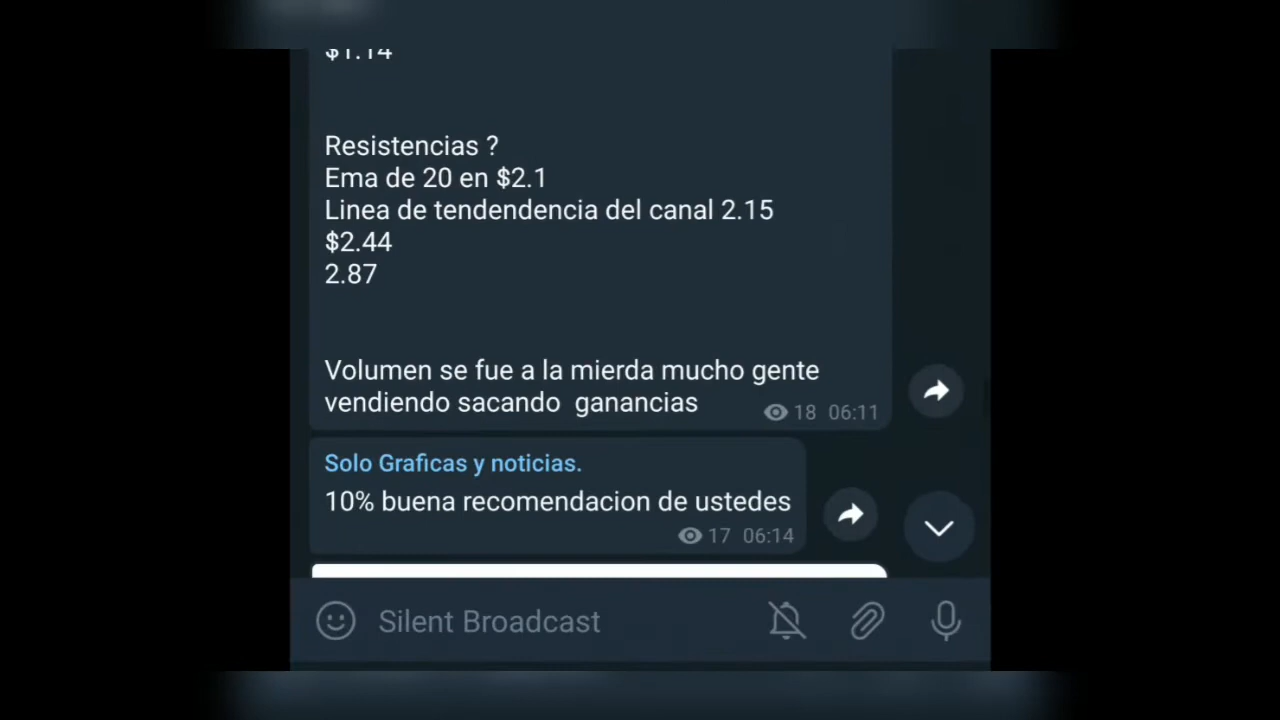 $1.14
Resistencias ?
Ema de 20 en $2.1
Linea de tendendencia del canal 2.15
$2.44
2.87
Volumen se fue a la mierda mucho gente
vendiendo sacando  ganancias
18 06:11
Solo Graficas y noticias.
10% buena recomendacion de ustedes
17 06:14
Silent Broadcast